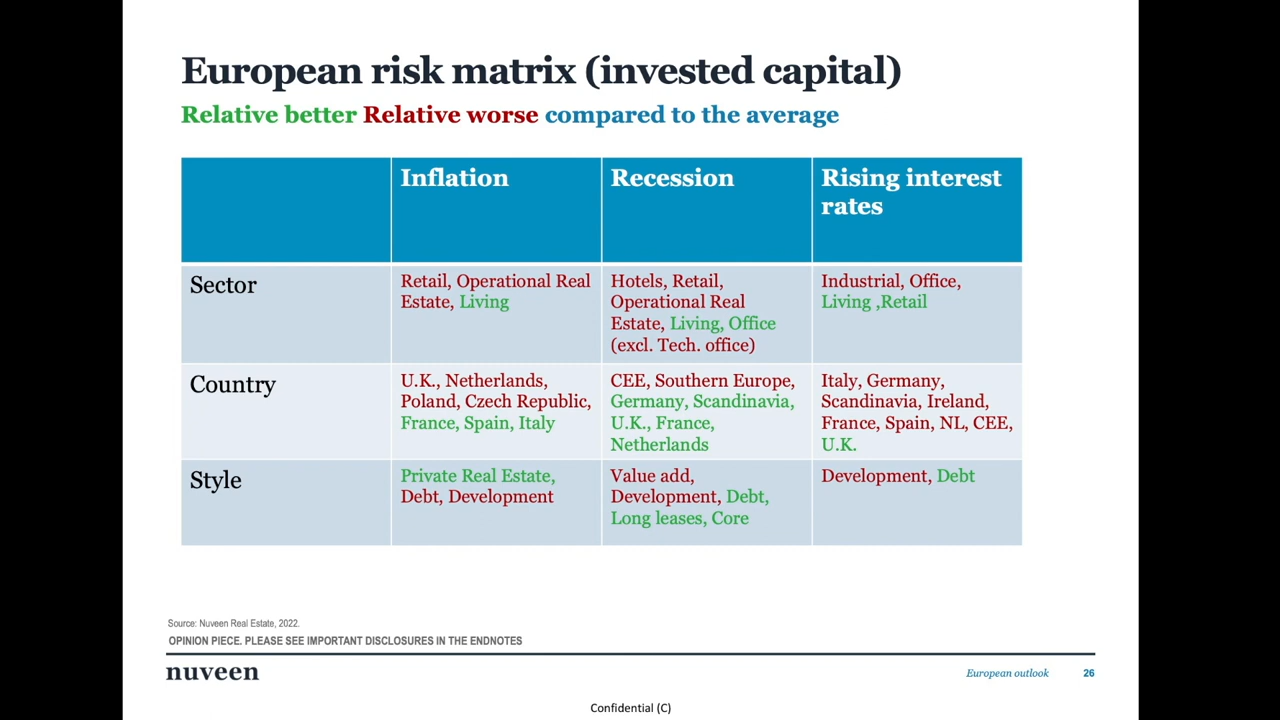 European risk matrix (invested capital)
Relative better Relative worse compared to the average
Inflation
Recession
Rising interest
rates
Sector
Retail, Operational Real
Estate, Living
Hotels, Retail,
Operational Real
Estate, Living, Office
(excl. Tech. office)
Industrial, Office,
Living ,Retail
Country
U.K., Netherlands,
Poland, Czech Republic,
France, Spain, Italy
CEE, Southern Europe,
Germany, Scandinavia,
U.K., France,
Netherlands
Italy, Germany,
Scandinavia, Ireland,
France, Spain, NL, CEE,
U.K.
Style
Private Real Estate,
Debt, Development
Value add,
Development, Debt,
Long leases, Core
Development, Debt
Source: Nuveen Real Estate, 2022.
OPINION PIECE. PLEASE SEE IMPORTANT DISCLOSURES IN THE ENDNOTES
nuveen
European outlook
26
Confidential (C)